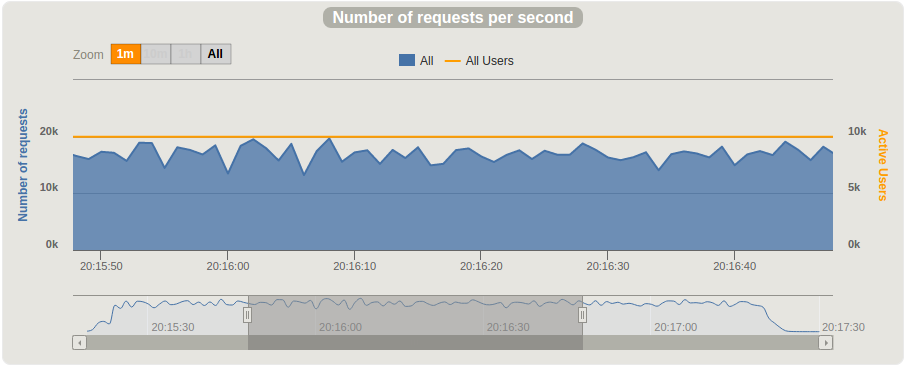 Number of requests per second
Zoom 1m 10m 1h All
All All Users
Number of requests
20k
10k
0k
10k
5k
0k
Active Users
20:15:50 20:16:00 20:16:10 20:16:20 20:16:30 20:16:40
20:15:30 20:16:00 20:16:30 20:17:00 20:17:30